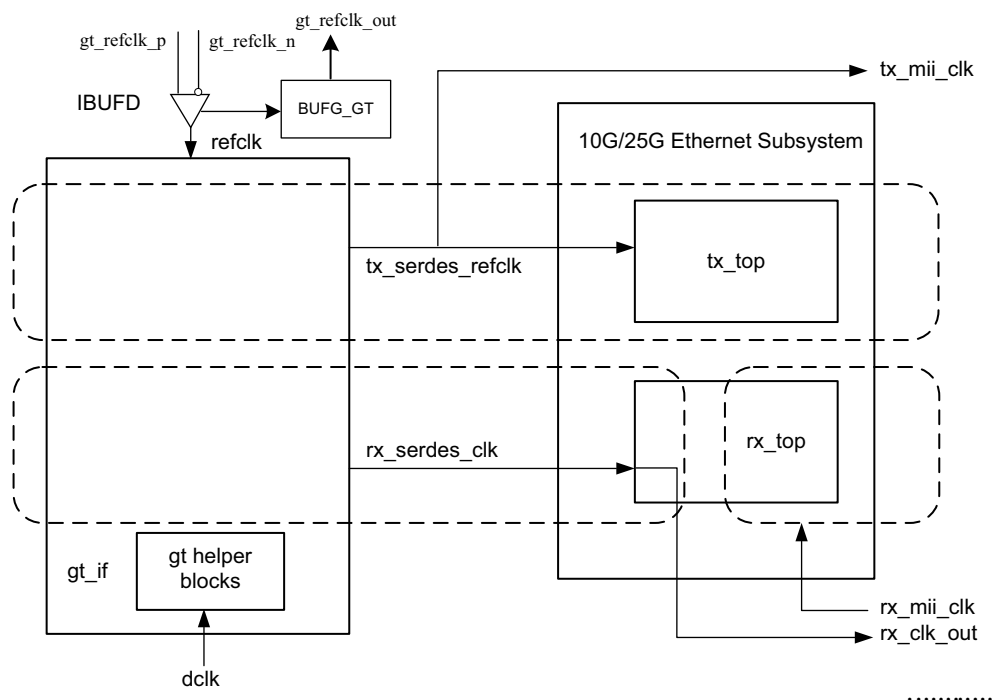 gt_refclk_out
gt_refclk_p
gt_refclk_n
IBUFD
BUFG_GT
refclk
tx_mii_clk
10G/25G Ethernet Subsystem
tx_serdes_refclk
tx_top
rx_serdes_clk
rx_top
gt_if
gt helper
blocks
rx_mii_clk
rx_clk_out
dclk